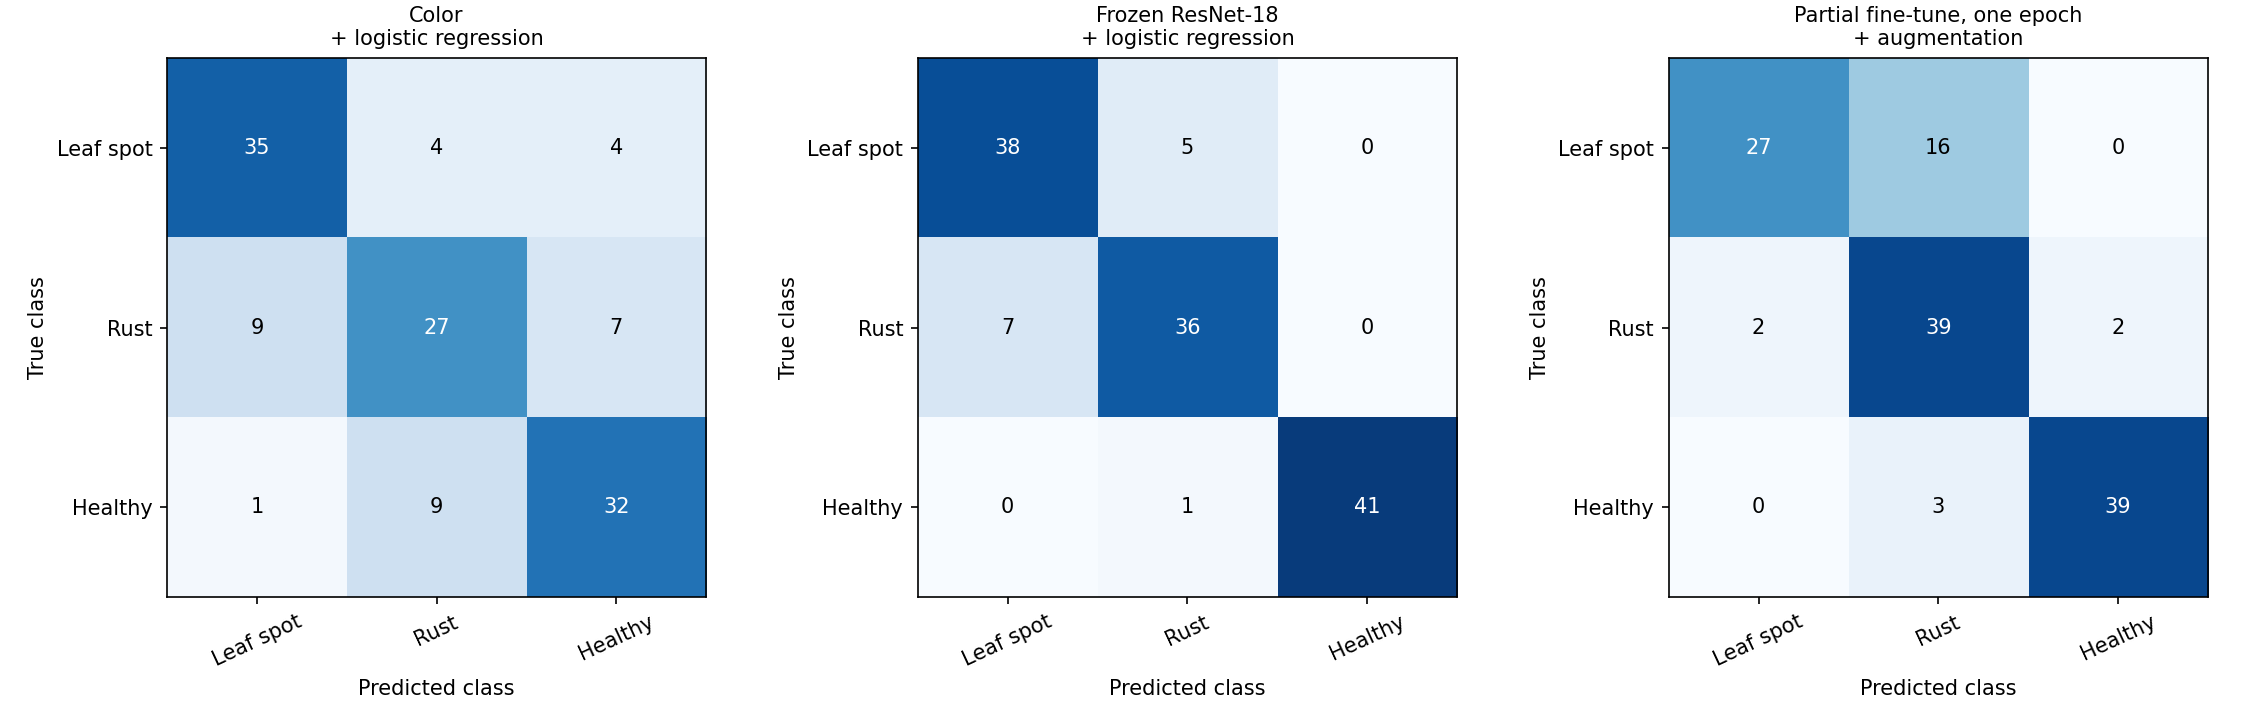 Color
+ logistic regression
True class
Leaf spot 35 4 4
Rust 9 27 7
Healthy 1 9 32
Leaf spot Rust Healthy
Predicted class
Frozen ResNet-18
+ logistic regression
True class
Leaf spot 38 5 0
Rust 7 36 0
Healthy 0 1 41
Leaf spot Rust Healthy
Predicted class
Partial fine-tune, one epoch
+ augmentation
True class
Leaf spot 27 16 0
Rust 2 39 2
Healthy 0 3 39
Leaf spot Rust Healthy
Predicted class